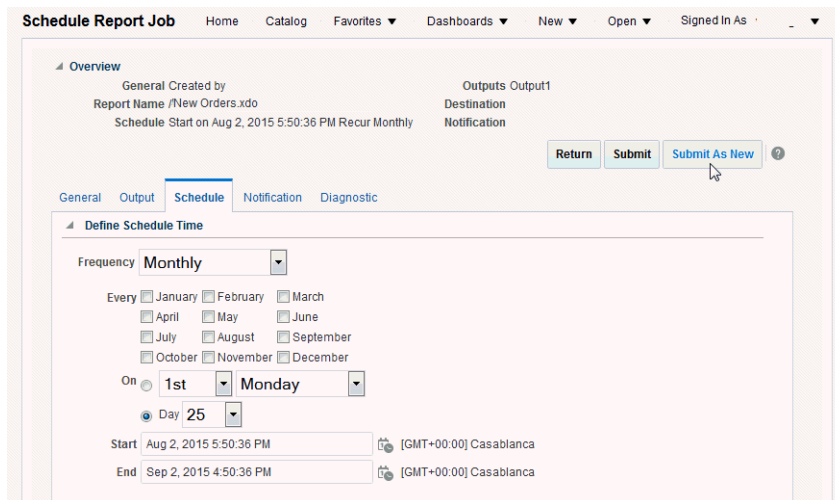 Schedule Report Job Home Catalog Favorites Dashboards New Open Signed In As
Overview
General Created by Outputs Output1
Report Name /New Orders.xdo Destination
Schedule Start on Aug 2, 2015 5:50:36 PM Recur Monthly Notification
Return Submit Submit As New ?
General Output Schedule Notification Diagnostic
Define Schedule Time
Frequency Monthly
Every January February March
April May June
July August September
October November December
On 1st Monday
Day 25
Start Aug 2, 2015 5:50:36 PM [GMT+00:00] Casablanca
End Sep 2, 2015 4:50:36 PM [GMT+00:00] Casablanca